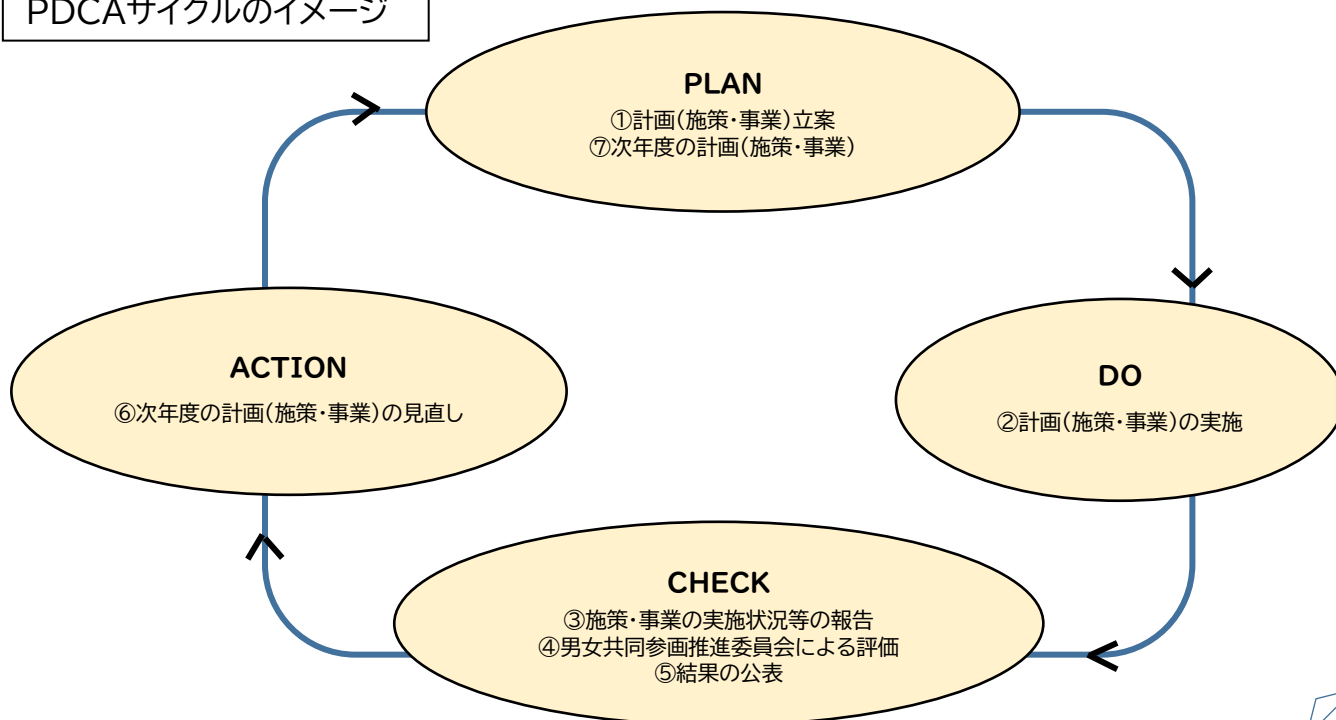 PDCAサイクルのイメージ
PLAN
①計画(施策・事業)立案
⑦次年度の計画(施策・事業)
DO
②計画(施策・事業)の実施
CHECK
③施策・事業の実施状況等の報告
④男女共同参画推進委員会による評価
⑤結果の公表
ACTION
⑥次年度の計画(施策・事業)の見直し